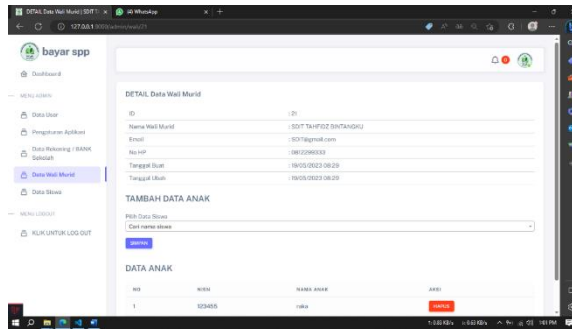 DETAIL Data Wali Murid | SDIT T
(4) WhatsApp
127.0.0.1:8000/admin/wali/21
bayar spp
Dashboard
MENU ADMIN
Data User
Pengaturan Aplikasi
Data Rekening / BANK
Sekolah
Data Wali Murid
Data Siswa
MENU LOGOUT
KLIK UNTUK LOG OUT
0
DETAIL Data Wali Murid
ID : 21
Nama Wali Murid : SDIT TAHFIDZ BINTANGKU
Email : SDIT@gmail.com
No HP
Tanggal Buat : 19/05/2023 08:29
Tanggal Ubah : 19/05/2023 08:29
TAMBAH DATA ANAK
Pilih Data Siswa
Cari nama siswa
SIMPAN
DATA ANAK
NO NISN NAMA ANAK AKSI
1 123455 raka HAPUS
1:01 PM